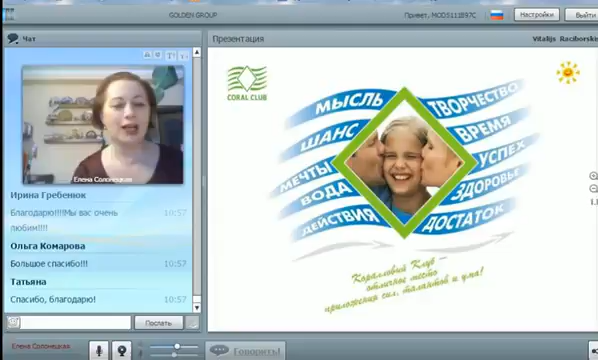 GOLDEN GROUP
Привет, MOD5111897C
Настройки
Выйти
Чат
Презентация
Vitalijs Raciborskis
Елена Солонецкая
Ирина Гребенюк
Благодарю!!!!Мы вас очень 10:57
любим!!!!
Ольга Комарова
Большое спасибо!!! 10:57
Татьяна
Спасибо, благодарю! 10:57
Послать
Елена Солонецкая
Говорить!
CORAL CLUB
МЫСЛЬ
ТВОРЧЕСТВО
ШАНС
ВРЕМЯ
МЕЧТЫ
УСПЕХ
ВОДА
ЗДОРОВЬЕ
ДЕЙСТВИЯ
ДОСТАТОК
Коралловый Клуб –
отличное место
приложения сил, талантов и ума!